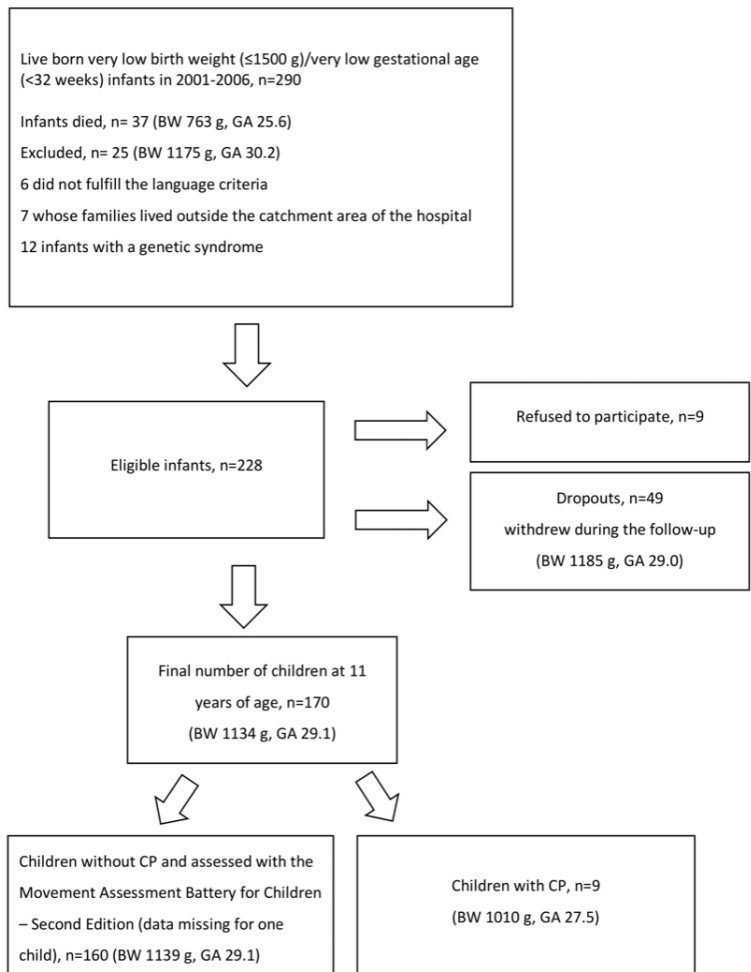 Live born very low birth weight (≤1500 g)/very low gestational age
(<32 weeks) infants in 2001-2006, n=290
Infants died, n= 37 (BW 763 g, GA 25.6)
Excluded, n= 25 (BW 1175 g, GA 30.2)
6 did not fulfill the language criteria
7 whose families lived outside the catchment area of the hospital
12 infants with a genetic syndrome
Eligible infants, n=228
Refused to participate, n=9
Dropouts, n=49
withdrew during the follow-up
(BW 1185 g, GA 29.0)
Final number of children at 11
years of age, n=170
(BW 1134 g, GA 29.1)
Children without CP and assessed with the
Movement Assessment Battery for Children
– Second Edition (data missing for one
child), n=160 (BW 1139 g, GA 29.1)
Children with CP, n=9
(BW 1010 g, GA 27.5)